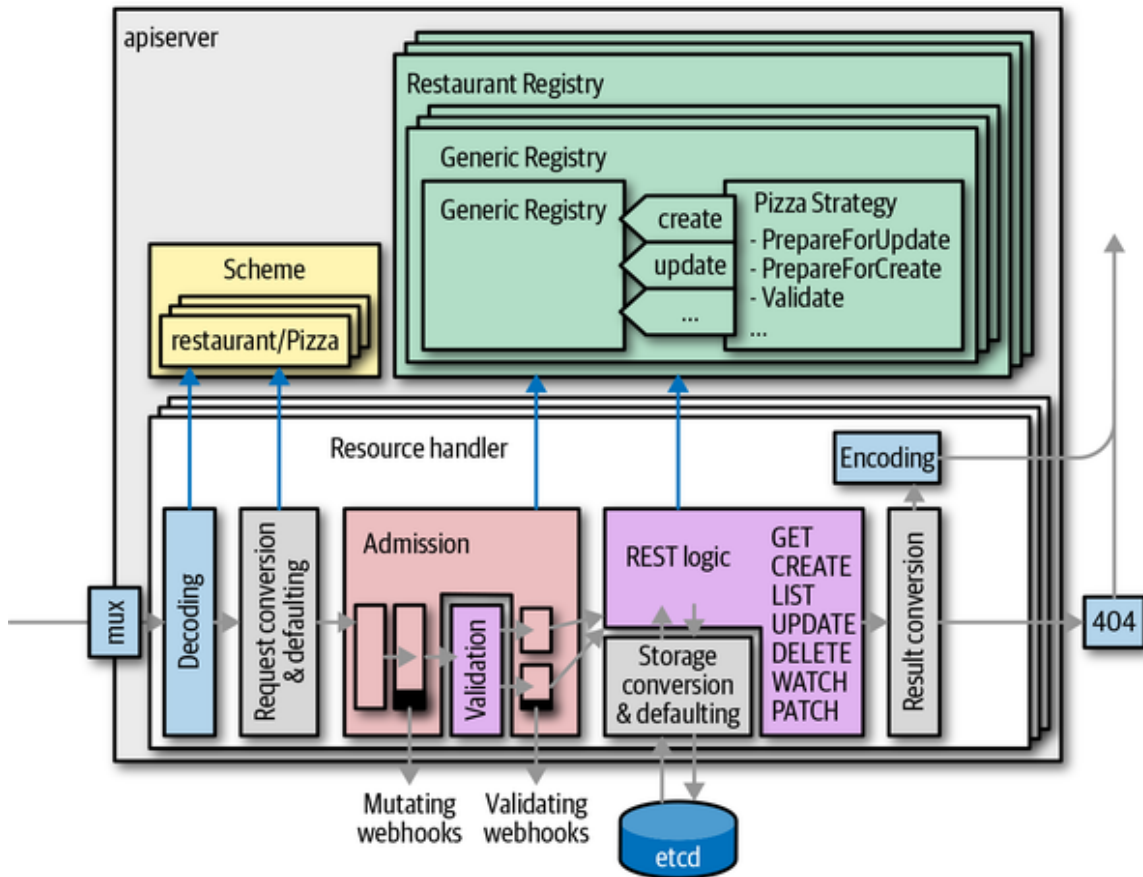 apiserver
Restaurant Registry
Generic Registry
Generic Registry
create
update
...
Pizza Strategy
- PrepareForUpdate
- PrepareForCreate
- Validate
...
Scheme
restaurant/Pizza
Resource handler
Encoding
mux
Decoding
Request conversion
& defaulting
Admission
Validation
REST logic
GET
CREATE
LIST
UPDATE
DELETE
WATCH
PATCH
Storage
conversion
& defaulting
Result conversion
404
Mutating
webhooks
Validating
webhooks
etcd